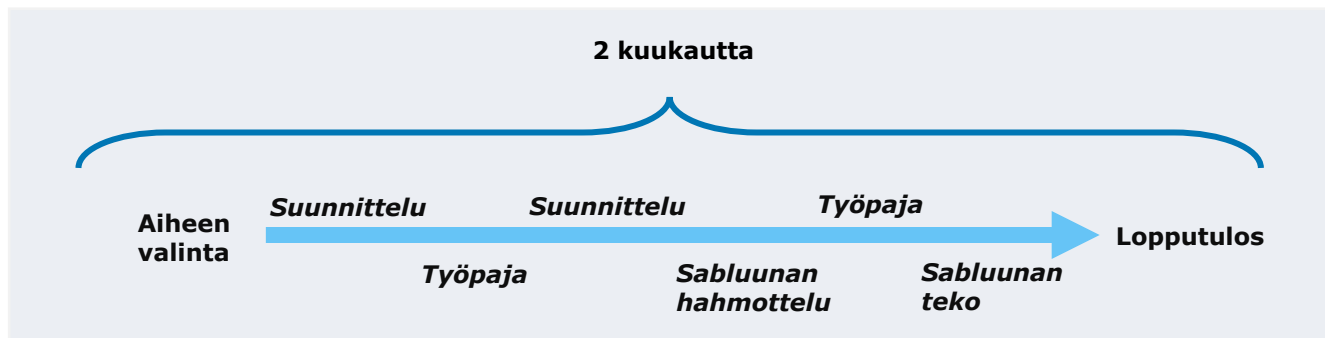 2 kuukautta
Aiheen
valinta
Suunnittelu
Työpaja
Suunnittelu
Sabluunan
hahmottelu
Työpaja
Sabluunan
teko
Lopputulos